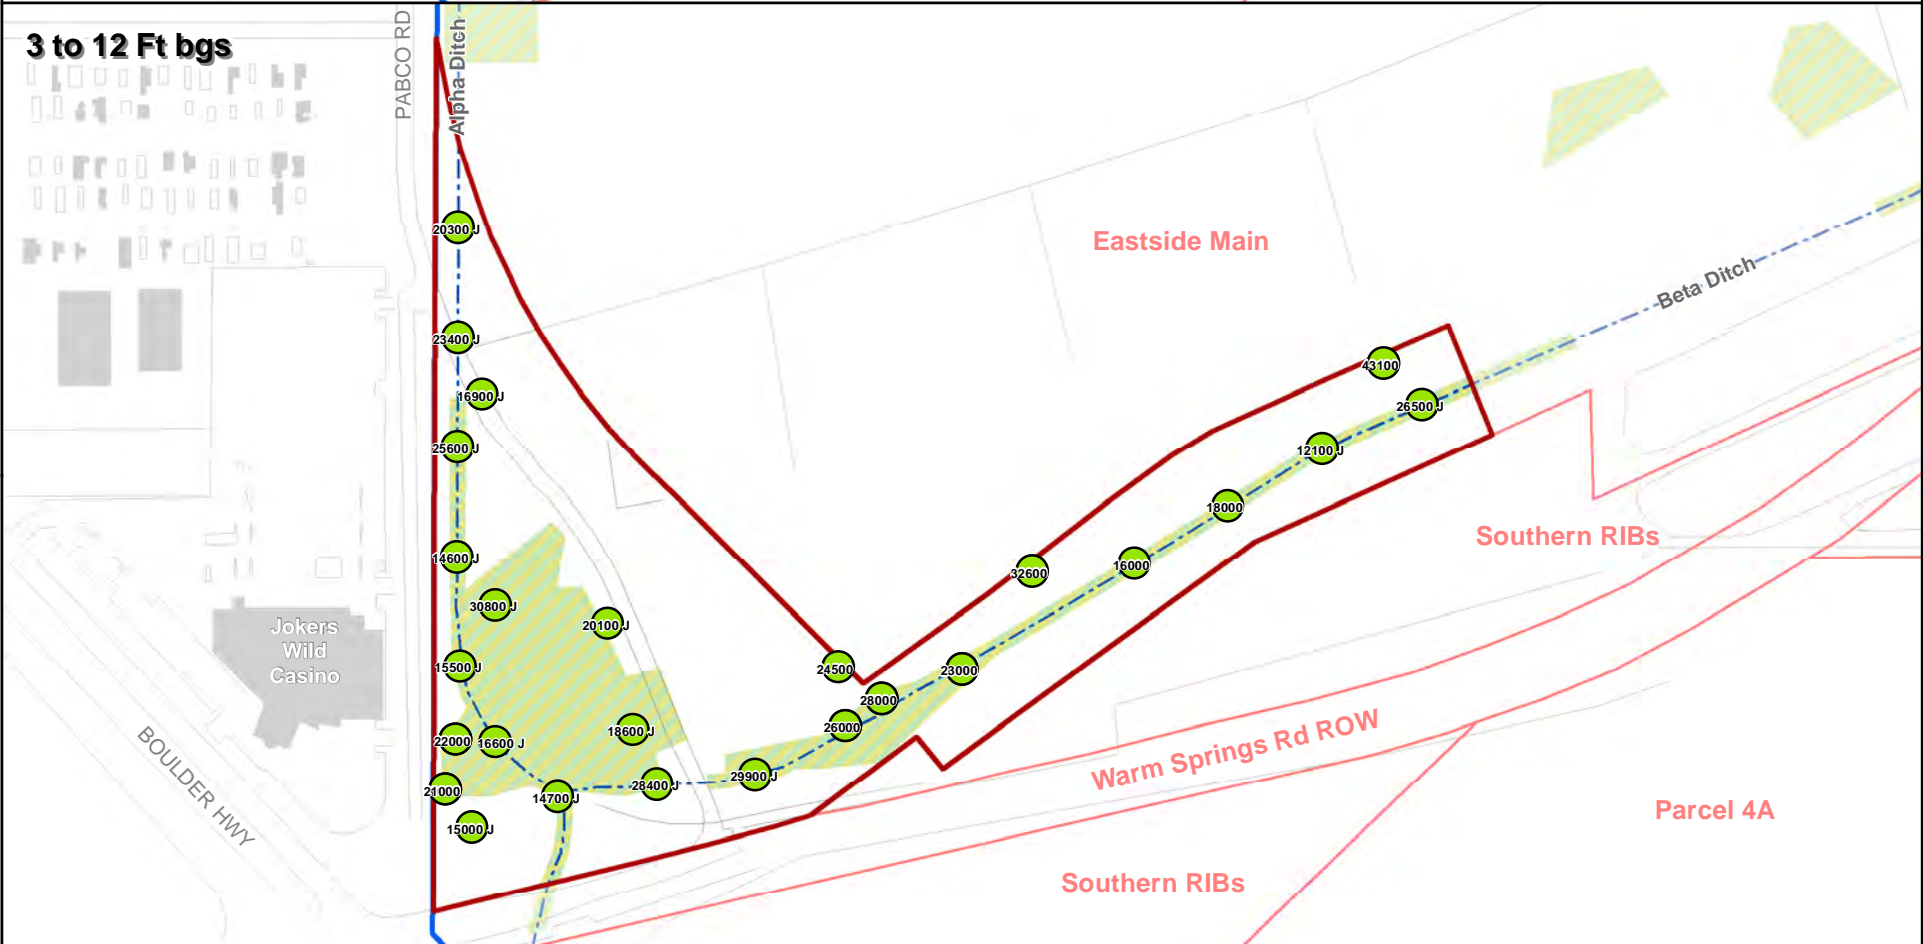 3 to 12 Ft bgs
PABCO RD
Alpha Ditch
20300 J
Eastside Main
Beta Ditch
23400 J
43100
16900 J
26500 J
25600 J
12100 J
18000
Southern RIBs
14600 J
16000
32600
30800 J
20100 J
Jokers
Wild
Casino
15500 J
24500
23000
28000
26000
18600 J
22000
16600 J
BOULDER HWY
Warm Springs Rd ROW
29900 J
28400 J
21000
14700 J
Parcel 4A
15000 J
Southern RIBs